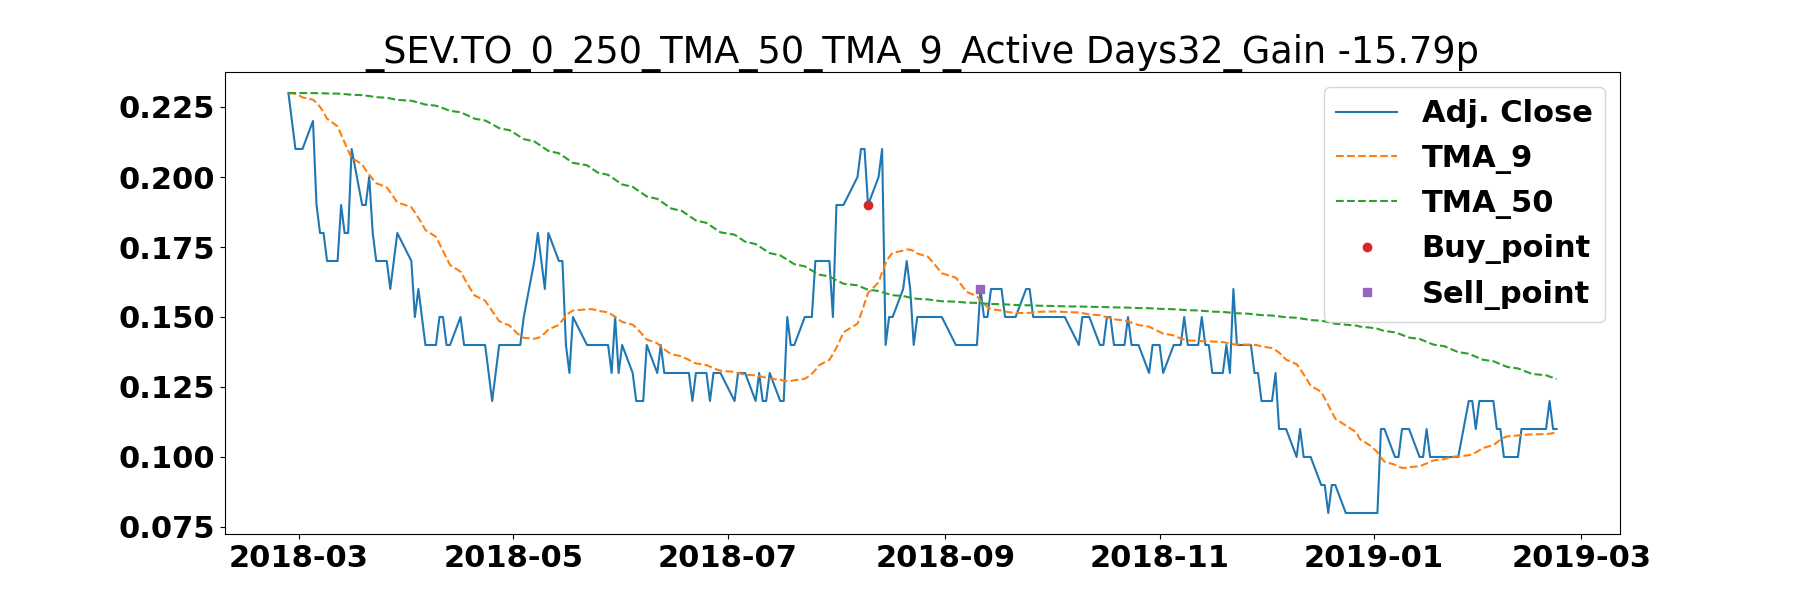 _SEV.TO_0_250_TMA_50_TMA_9_Active Days32_Gain -15.79p
0.225
0.200
0.175
0.150
0.125
0.100
0.075
2018-03 2018-05 2018-07 2018-09 2018-11 2019-01 2019-03
Adj. Close
TMA_9
TMA_50
Buy_point
Sell_point